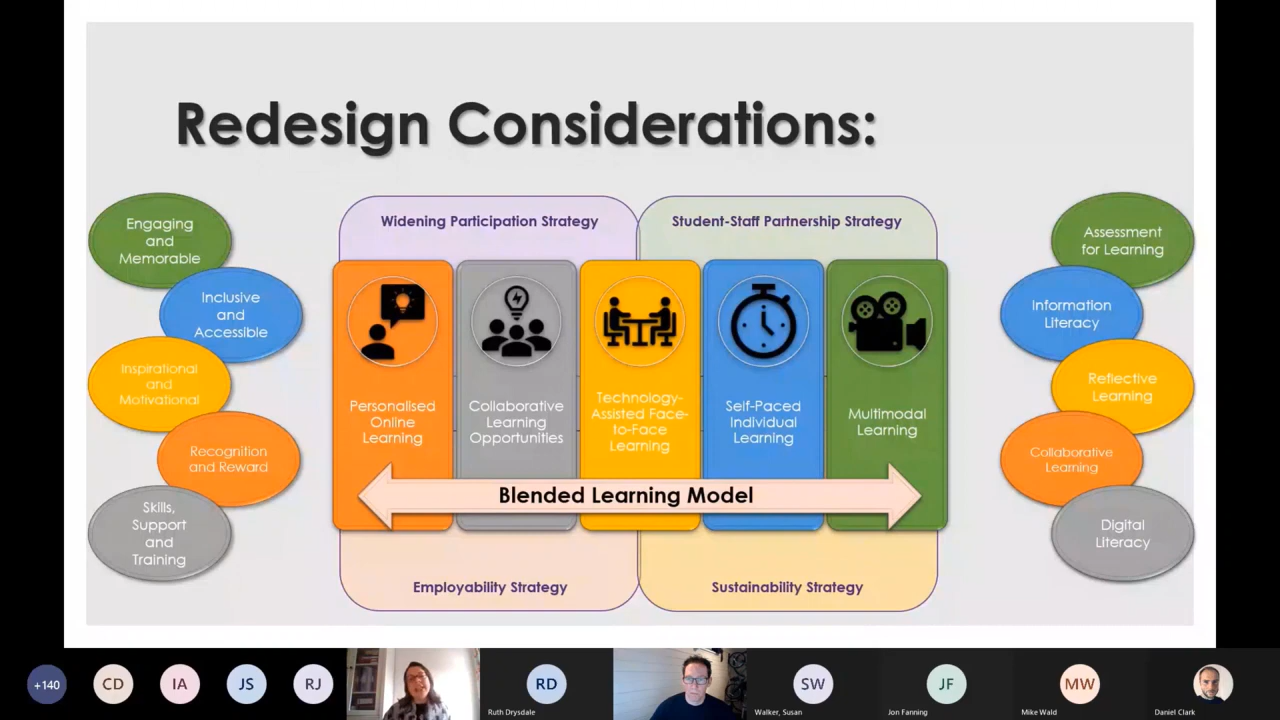 Redesign Considerations:
Engaging
and
Memorable
Inclusive
and
Accessible
Inspirational
and
Motivational
Recognition
and Reward
Skills,
Support
and
Training
Widening Participation Strategy
Student-Staff Partnership Strategy
Personalised
Online
Learning
Collaborative
Learning
Opportunities
Technology-
Assisted Face-
to-Face
Learning
Self-Paced
Individual
Learning
Multimodal
Learning
Blended Learning Model
Employability Strategy
Sustainability Strategy
Assessment
for Learning
Information
Literacy
Reflective
Learning
Collaborative
Learning
Digital
Literacy
+140
CD
IA
JS
RJ
RD
Ruth Drysdale
SW
Walker, Susan
JF
Jon Fanning
MW
Mike Wald
Daniel Clark